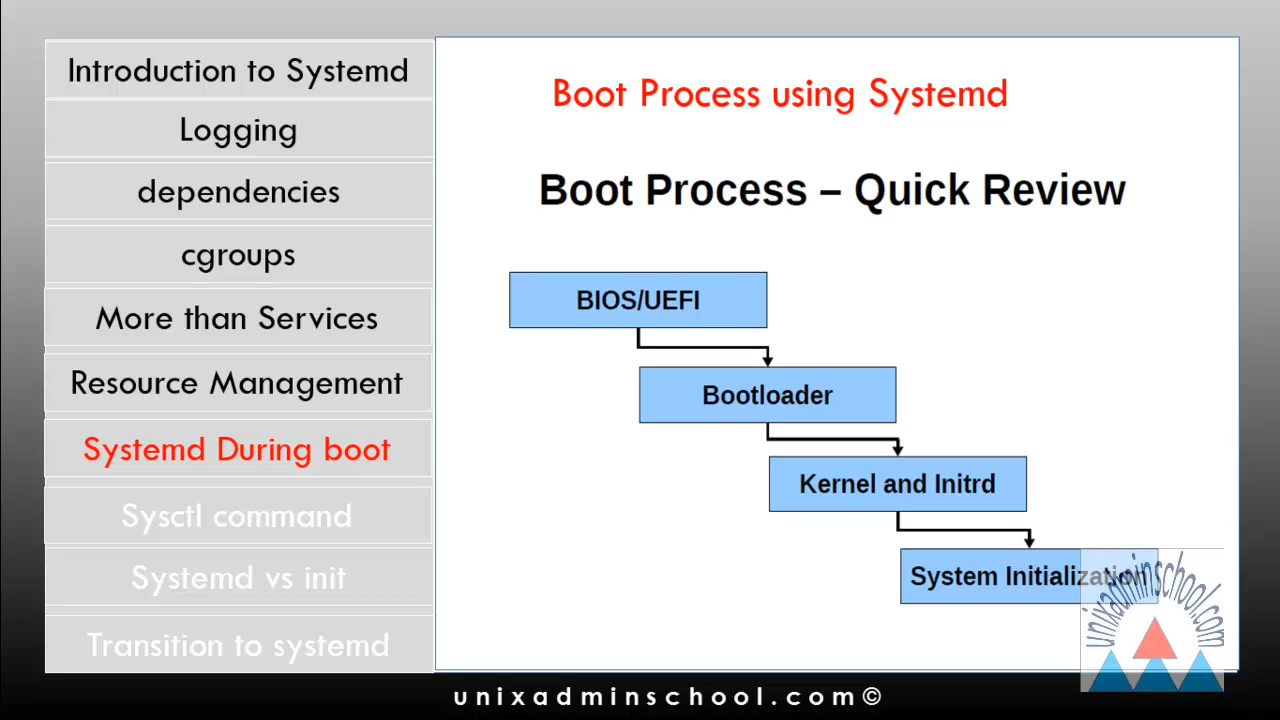 Introduction to Systemd
Logging
dependencies
cgroups
More than Services
Resource Management
Systemd During boot
Sysctl command
Systemd vs init
Transition to systemd
Boot Process using Systemd
Boot Process – Quick Review
BIOS/UEFI
Bootloader
Kernel and Initrd
System Initialization
unixadminschool.com
unixadminschool.com©